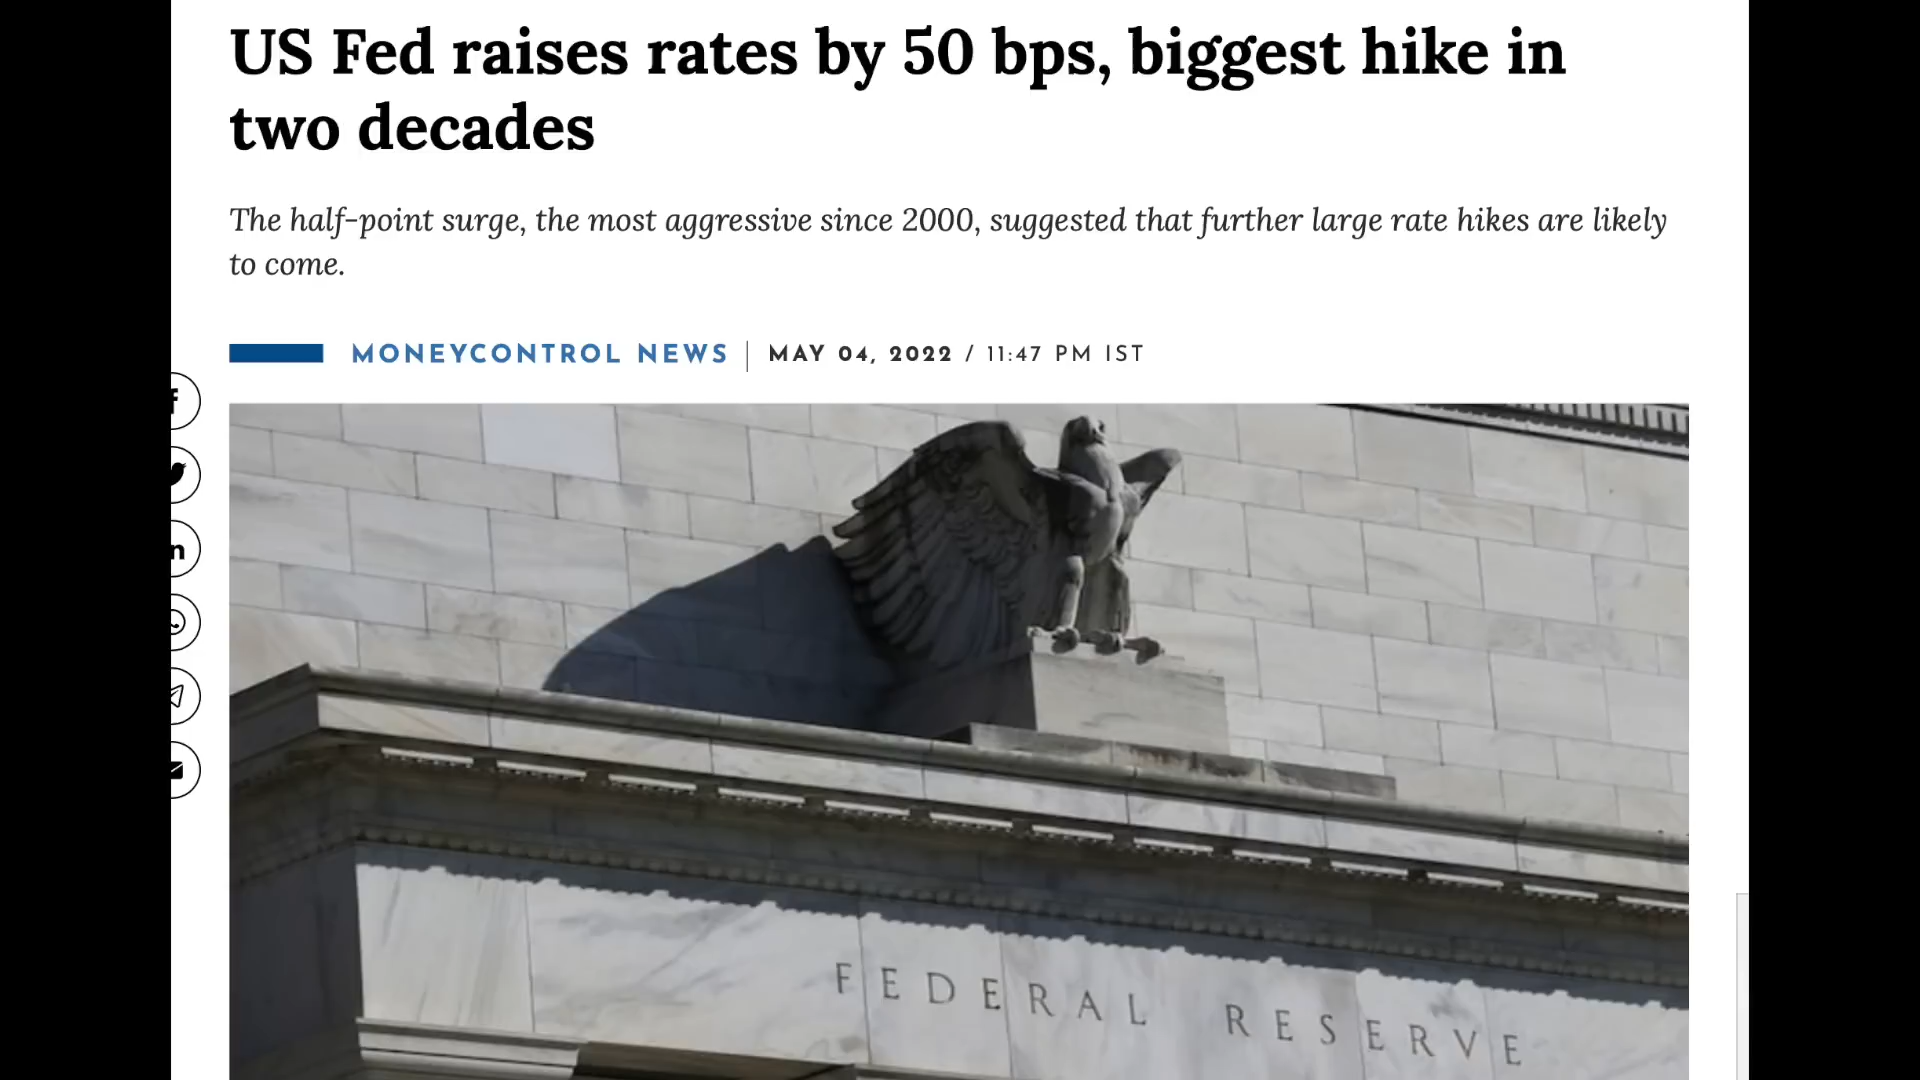 US Fed raises rates by 50 bps, biggest hike in
two decades
The half-point surge, the most aggressive since 2000, suggested that further large rate hikes are likely
to come.
MONEYCONTROL NEWS | MAY 04, 2022 / 11:47 PM IST
FEDERAL RESERVE